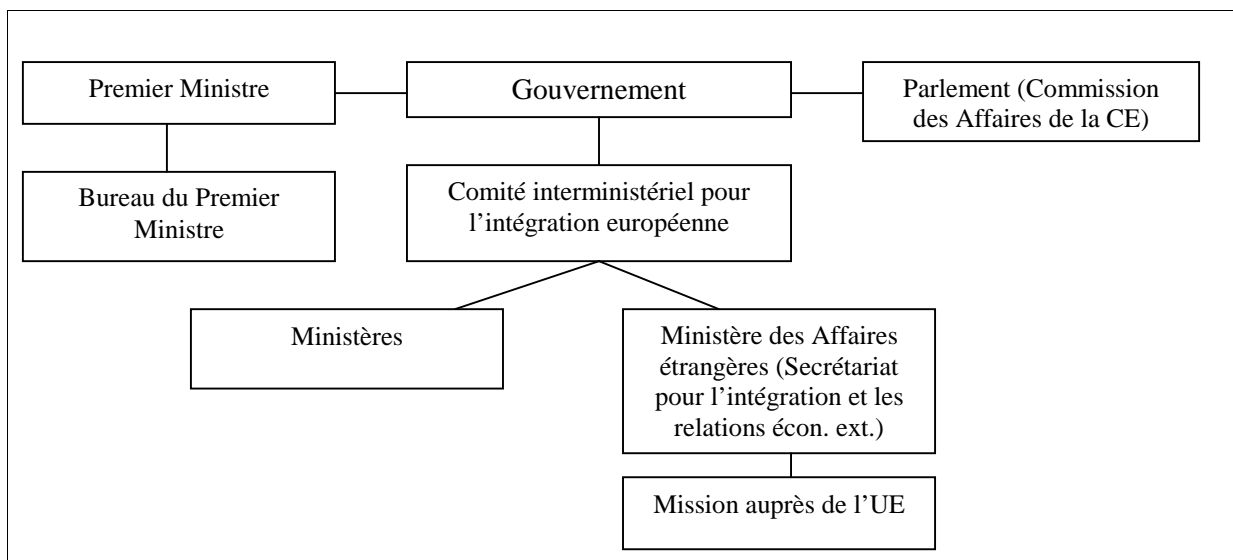 Premier Ministre
Gouvernement
Parlement (Commission
des Affaires de la CE)
Bureau du Premier
Ministre
Comité interministériel pour
l’intégration européenne
Ministères
Ministère des Affaires
étrangères (Secrétariat
pour l’intégration et les
relations écon. ext.)
Mission auprès de l’UE